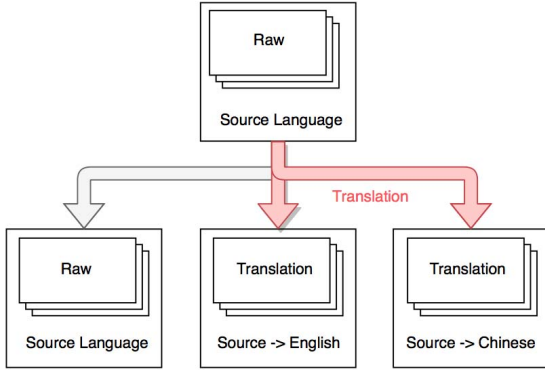 Raw
Source Language
Translation
Raw
Translation
Translation
Source Language
Source -> English
Source -> Chinese